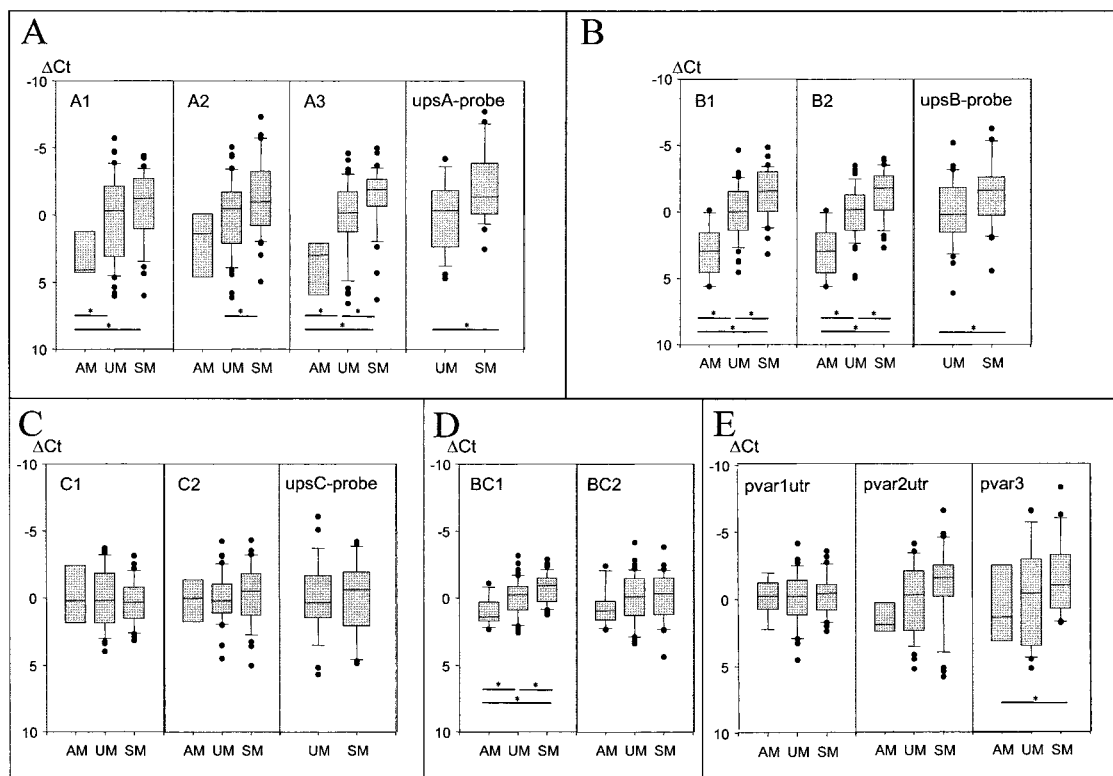 A
ΔCt
-10
-5
0
5
10
A1
A2
A3
upsA-probe
*
*
*
*
*
*
*
AM UM SM
AM UM SM
AM UM SM
UM SM
B
ΔCt
-10
-5
0
5
10
B1
B2
upsB-probe
*
*
*
*
*
*
*
AM UM SM
AM UM SM
UM SM
C
ΔCt
-10
-5
0
5
10
C1
C2
upsC-probe
AM UM SM
AM UM SM
UM SM
D
ΔCt
-10
-5
0
5
10
BC1
BC2
*
*
*
AM UM SM
AM UM SM
E
ΔCt
-10
-5
0
5
10
pvar1utr
pvar2utr
pvar3
*
AM UM SM
AM UM SM
AM UM SM